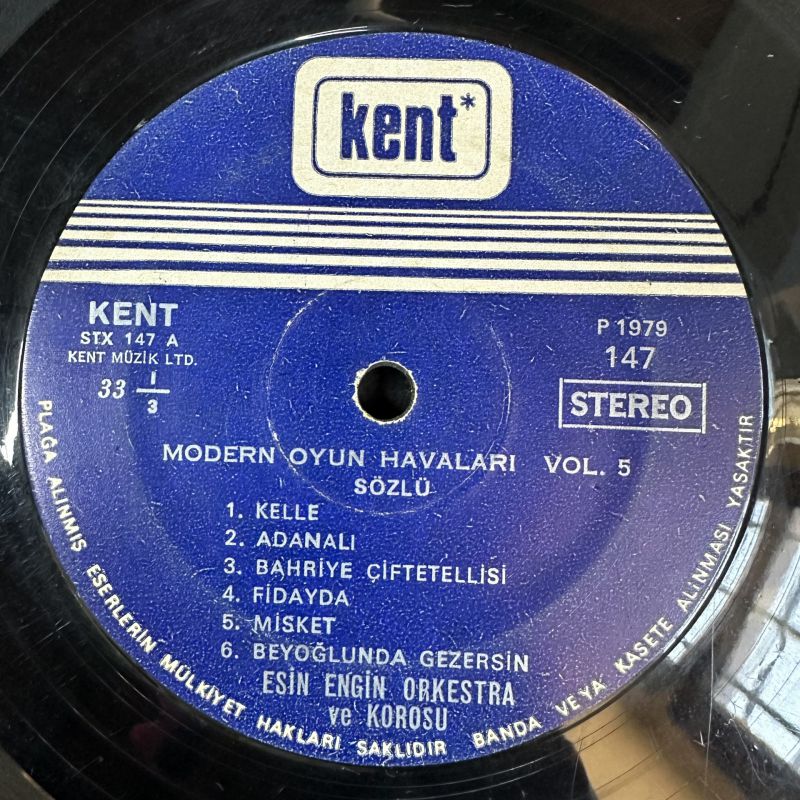 kent*
KENT
STX 147 A
KENT MÜZİK LTD.
33 1/3
P 1979
147
STEREO
MODERN OYUN HAVALARI VOL. 5
SÖZLÜ
1. KELLE
2. ADANALI
3. BAHRİYE ÇİFTETELLİSİ
4. FİDAYDA
5. MİSKET
6. BEYOĞLUNDA GEZERSİN
ESİN ENGİN ORKESTRA
ve KOROSU
PLAĞA ALINMIŞ ESERLERİN MÜLKİYET HAKLARI SAKLIDIR BANDA VEYA KASETE ALINMASI YASAKTIR